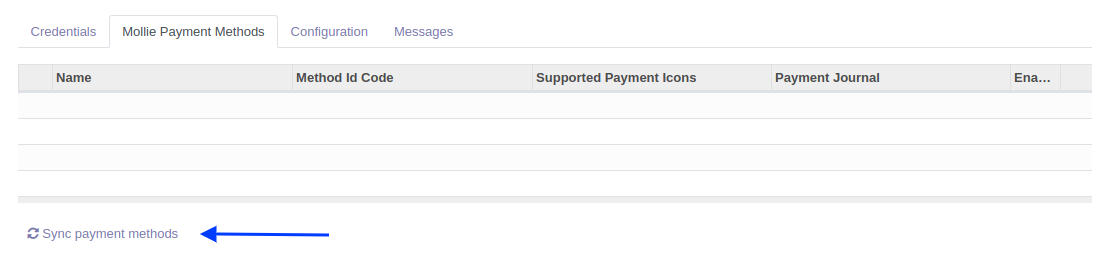 Credentials Mollie Payment Methods Configuration Messages
Name Method Id Code Supported Payment Icons Payment Journal Ena...
Sync payment methods